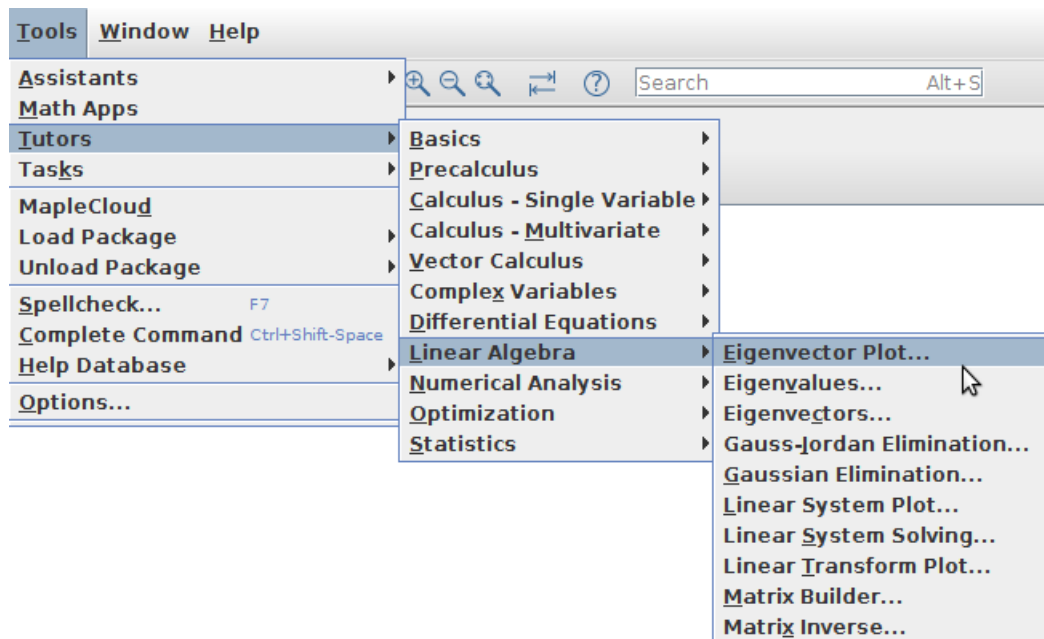 Tools Window Help
Search Alt+S
Assistants
Math Apps
Tutors
Tasks
MapleCloud
Load Package
Unload Package
Spellcheck... F7
Complete Command Ctrl+Shift-Space
Help Database
Options...
Basics
Precalculus
Calculus - Single Variable
Calculus - Multivariate
Vector Calculus
Complex Variables
Differential Equations
Linear Algebra
Numerical Analysis
Optimization
Statistics
Eigenvector Plot...
Eigenvalues...
Eigenvectors...
Gauss-Jordan Elimination...
Gaussian Elimination...
Linear System Plot...
Linear System Solving...
Linear Transform Plot...
Matrix Builder...
Matrix Inverse...